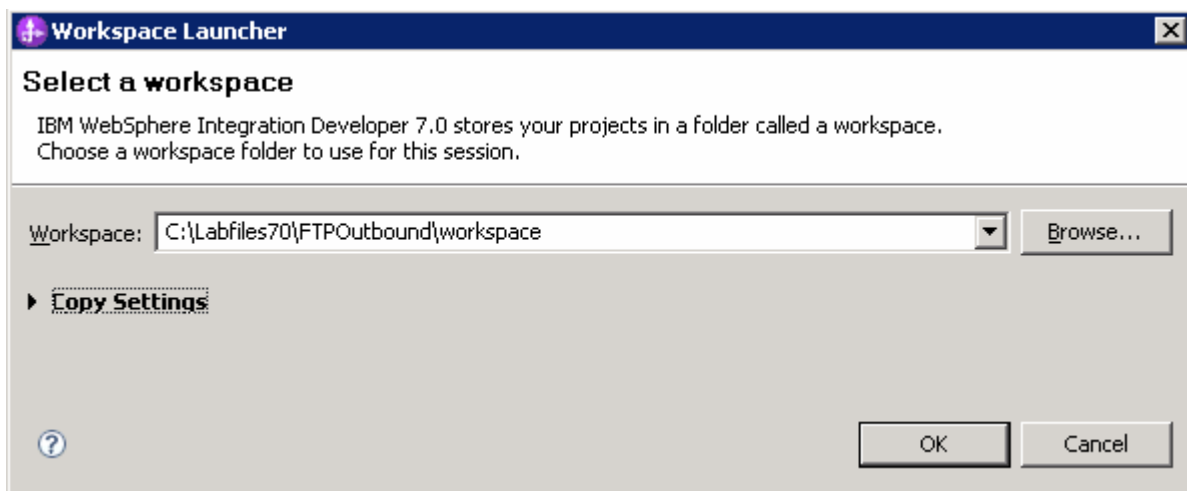 Workspace Launcher
Select a workspace
IBM WebSphere Integration Developer 7.0 stores your projects in a folder called a workspace.
Choose a workspace folder to use for this session.
Workspace: C:\Labfiles70\FTPOutbound\workspace Browse...
Copy Settings
? OK Cancel